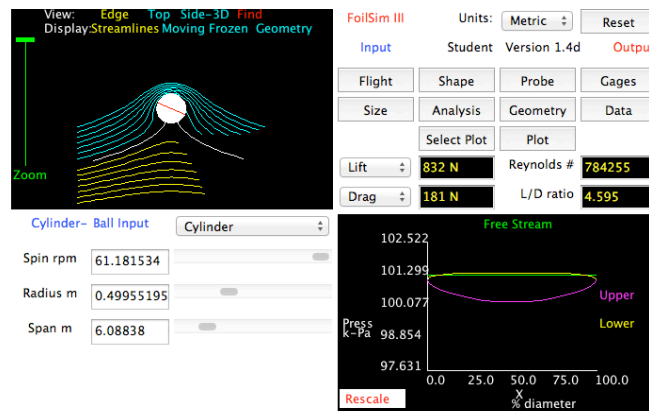 View: Edge Top Side-3D Find
Display: Streamlines Moving Frozen Geometry
Zoom
FoilSim III Units: Metric Reset
Input Student Version 1.4d Outpu
Flight Shape Probe Gages
Size Analysis Geometry Data
Select Plot Plot
Lift 832 N Reynolds # 784255
Drag 181 N L/D ratio 4.595
Cylinder- Ball Input Cylinder
Spin rpm 61.181534
Radius m 0.49955195
Span m 6.08838
Free Stream
102.522
101.299
100.077
Upper
Press
k-Pa
98.854
Lower
97.631
0.0 25.0 50.0 75.0 100.0
X
% diameter
Rescale